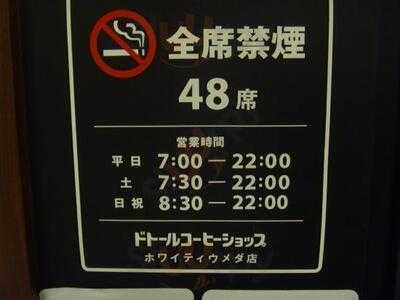 全席禁煙
48席
営業時間
平日 7:00 — 22:00
土 7:30 — 22:00
日祝 8:30 — 22:00
ドトールコーヒーショップ
ホワイティウメダ店